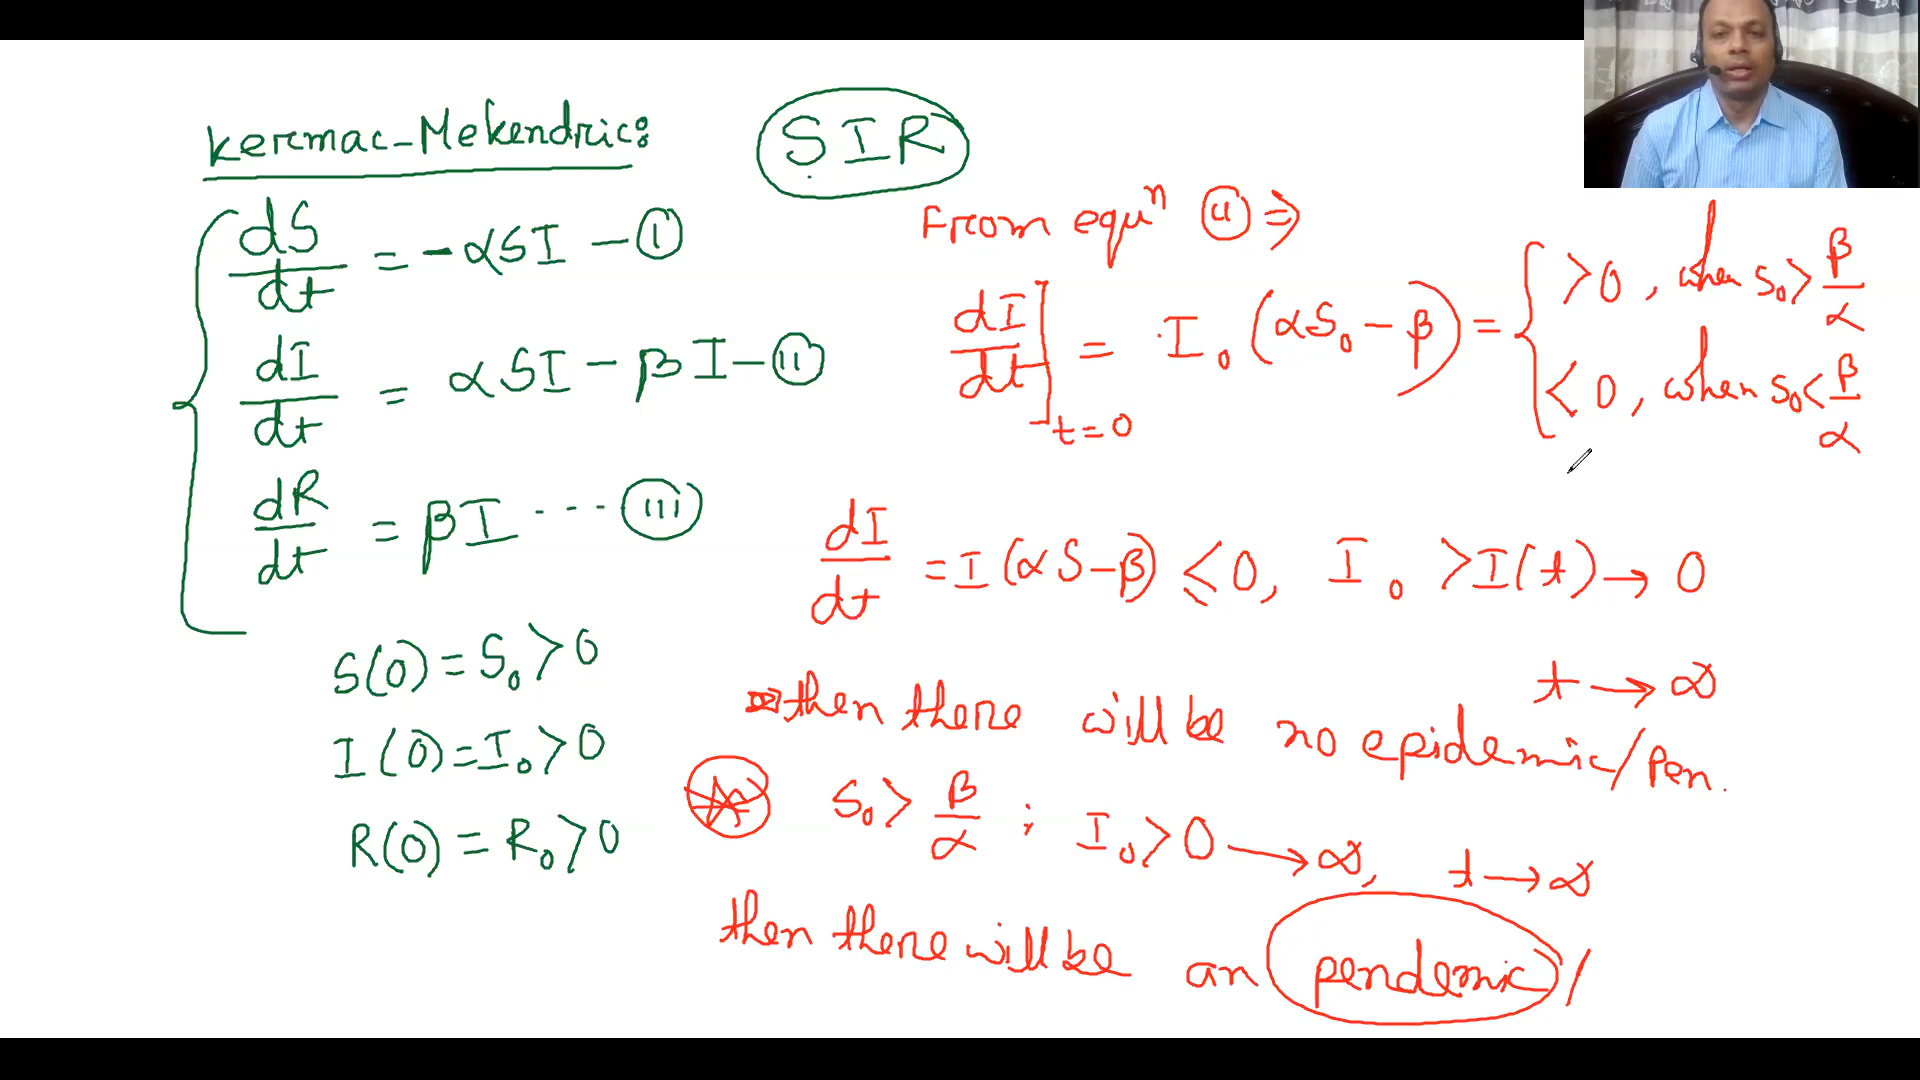 Kermac-Mekendric:
SIR
dS/dt = -αSI - (i)
dI/dt = αSI - βI - (ii)
dR/dt = βI ... (iii)
S(0) = S₀ > 0
I(0) = I₀ > 0
R(0) = R₀ > 0
From equⁿ (ii) ⇒
dI/dt]ₜ₌₀ = I₀(αS₀ - β) = { > 0, when S₀ > β/α
< 0, when S₀ < β/α
dI/dt = I(αS - β) ≤ 0, I₀ > I(t) → 0
t → ∞
then there will be no epidemic/Pen.
S₀ > β/α ; I₀ > 0 → ∞, t → ∞
then there will be an pendemic/